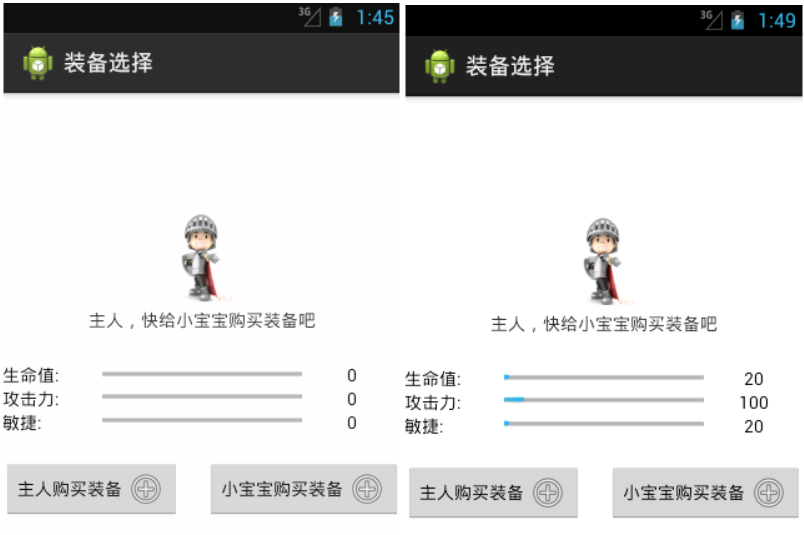 3G 1:45
装备选择
主人，快给小宝宝购买装备吧
生命值: 0
攻击力: 0
敏捷: 0
主人购买装备 小宝宝购买装备
3G 1:49
装备选择
主人，快给小宝宝购买装备吧
生命值: 20
攻击力: 100
敏捷: 20
主人购买装备 小宝宝购买装备